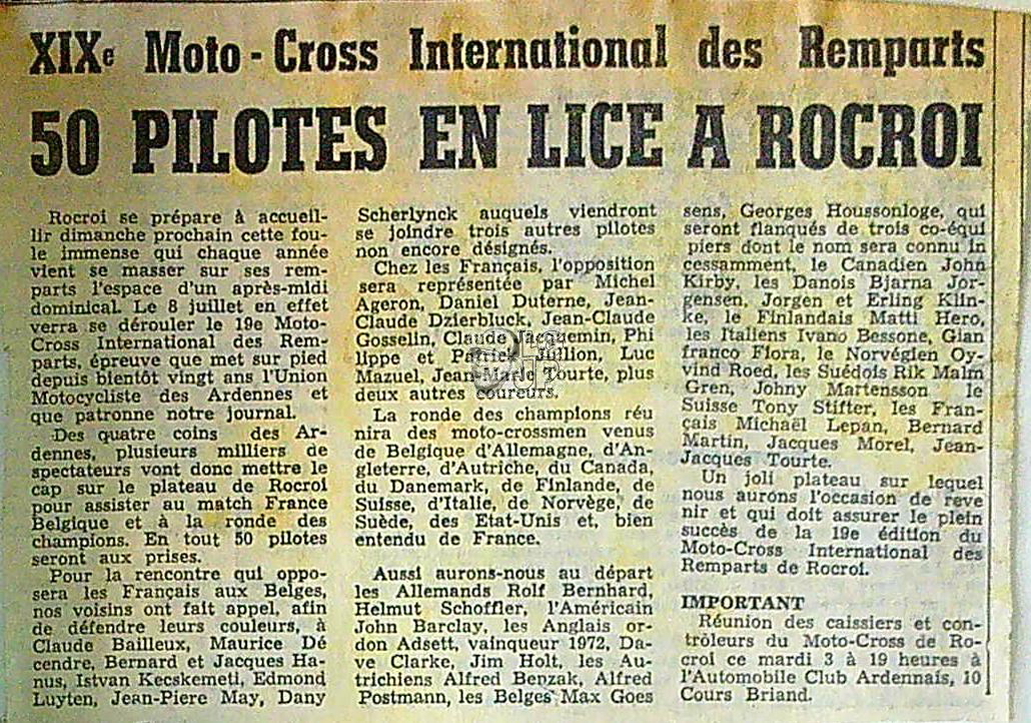 XIXe Moto - Cross International des Remparts
50 PILOTES EN LICE A ROCROI
Rocroi se prépare à accueil-
lir dimanche prochain cette fou-
le immense qui chaque année
vient se masser sur ses rem-
parts l'espace d'un après-midi
dominical. Le 8 juillet en effet
verra se dérouler le 19e Moto-
Cross International des Rem-
parts, épreuve que met sur pied
depuis bientôt vingt ans l'Union
Motocycliste des Ardennes et
que patronne notre journal.
Des quatre coins des Ar-
dennes, plusieurs milliers de
spectateurs vont donc mettre le
cap sur le plateau de Rocroi
pour assister au match France
Belgique et à la ronde des
champions. En tout 50 pilotes
seront aux prises.
Pour la rencontre qui oppo-
sera les Français aux Belges,
nos voisins ont fait appel, afin
de défendre leurs couleurs, à
Claude Bailleux, Maurice Dé
cendre, Bernard et Jacques Ha-
nus, Istvan Kecskemeti, Edmond
Luyten, Jean-Piere May, Dany
Scherlynck auquels viendront
se joindre trois autres pilotes
non encore désignés.
Chez les Français, l'opposition
sera représentée par Michel
Ageron, Daniel Duterne, Jean-
Claude Dzierbluck, Jean-Claude
Gosselin, Claude Jacquemin, Phi
lippe et Patrick Jullion, Luc
Mazuel, Jean-Marie Tourte, plus
deux autres coureurs.
La ronde des champions réu
nira des moto-crossmen venus
de Belgique d'Allemagne, d'An-
gleterre, d'Autriche, du Canada,
du Danemark, de Finlande, de
Suisse, d'Italie, de Norvège, de
Suède, des Etat-Unis et, bien
entendu de France.
Aussi aurons-nous au départ
les Allemands Rolf Bernhard,
Helmut Schoffler, l'Américain
John Barclay, les Anglais or-
don Adsett, vainqueur 1972, Da-
ve Clarke, Jim Holt, les Au-
trichiens Alfred Benzak, Alfred
Postmann, les Belges Max Goes
sens, Georges Houssonloge, qui
seront flanqués de trois co-équi
piers dont le nom sera connu in
cessamment, le Canadien John
Kirby, les Danois Bjarna Jor-
gensen, Jorgen et Erling Klin-
ke, le Finlandais Matti Hero,
les Italiens Ivano Bessone, Gian
franco Flora, le Norvégien Oy-
vind Roed, les Suédois Rik Malm
Gren, Johny Martensson le
Suisse Tony Stifter, les Fran-
çais Michaël Lepan, Bernard
Martin, Jacques Morel, Jean-
Jacques Tourte.
Un joli plateau sur lequel
nous aurons l'occasion de reve
nir et qui doit assurer le plein
succès de la 19e édition du
Moto-Cross International des
Remparts de Rocroi.
IMPORTANT
Réunion des caissiers et con-
trôleurs du Moto-Cross de Ro-
croi ce mardi 3 à 19 heures à
l'Automobile Club Ardennais, 10
Cours Briand.